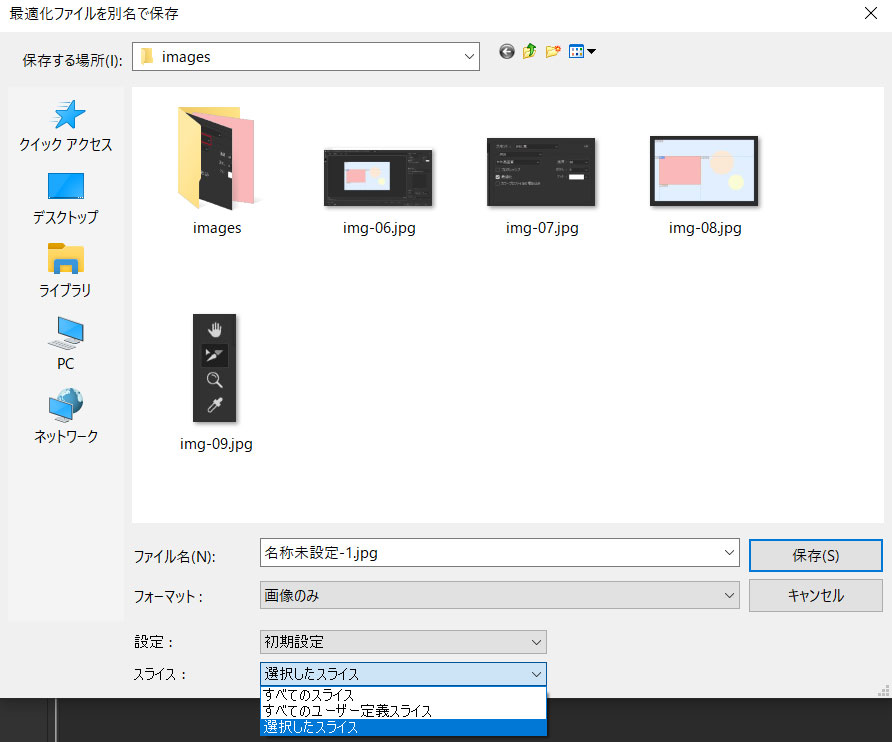 最適化ファイルを別名で保存
保存する場所(I):
images
クイック アクセス
デスクトップ
ライブラリ
PC
ネットワーク
images
img-06.jpg
img-07.jpg
img-08.jpg
img-09.jpg
ファイル名(N):
名称未設定-1.jpg
保存(S)
フォーマット :
画像のみ
キャンセル
設定 :
初期設定
スライス :
選択したスライス
すべてのスライス
すべてのユーザー定義スライス
選択したスライス